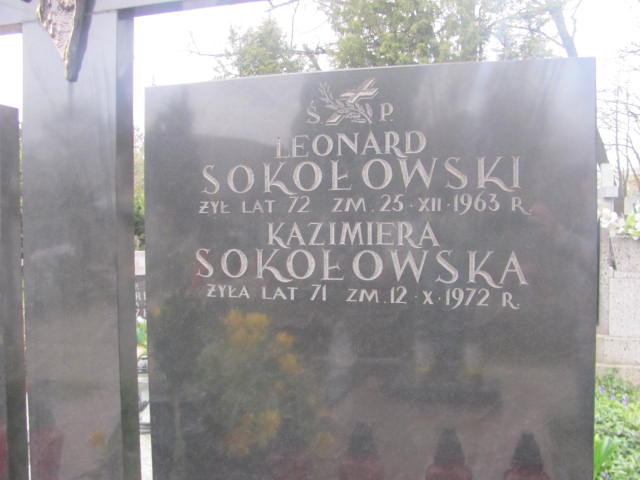 Ś P.
LEONARD
SOKOŁOWSKI
ŻYŁ LAT 72 ZM. 25·XII·1963 R.
KAZIMIERA
SOKOŁOWSKA
ŻYŁA LAT 71 ZM. 12·X·1972 R.